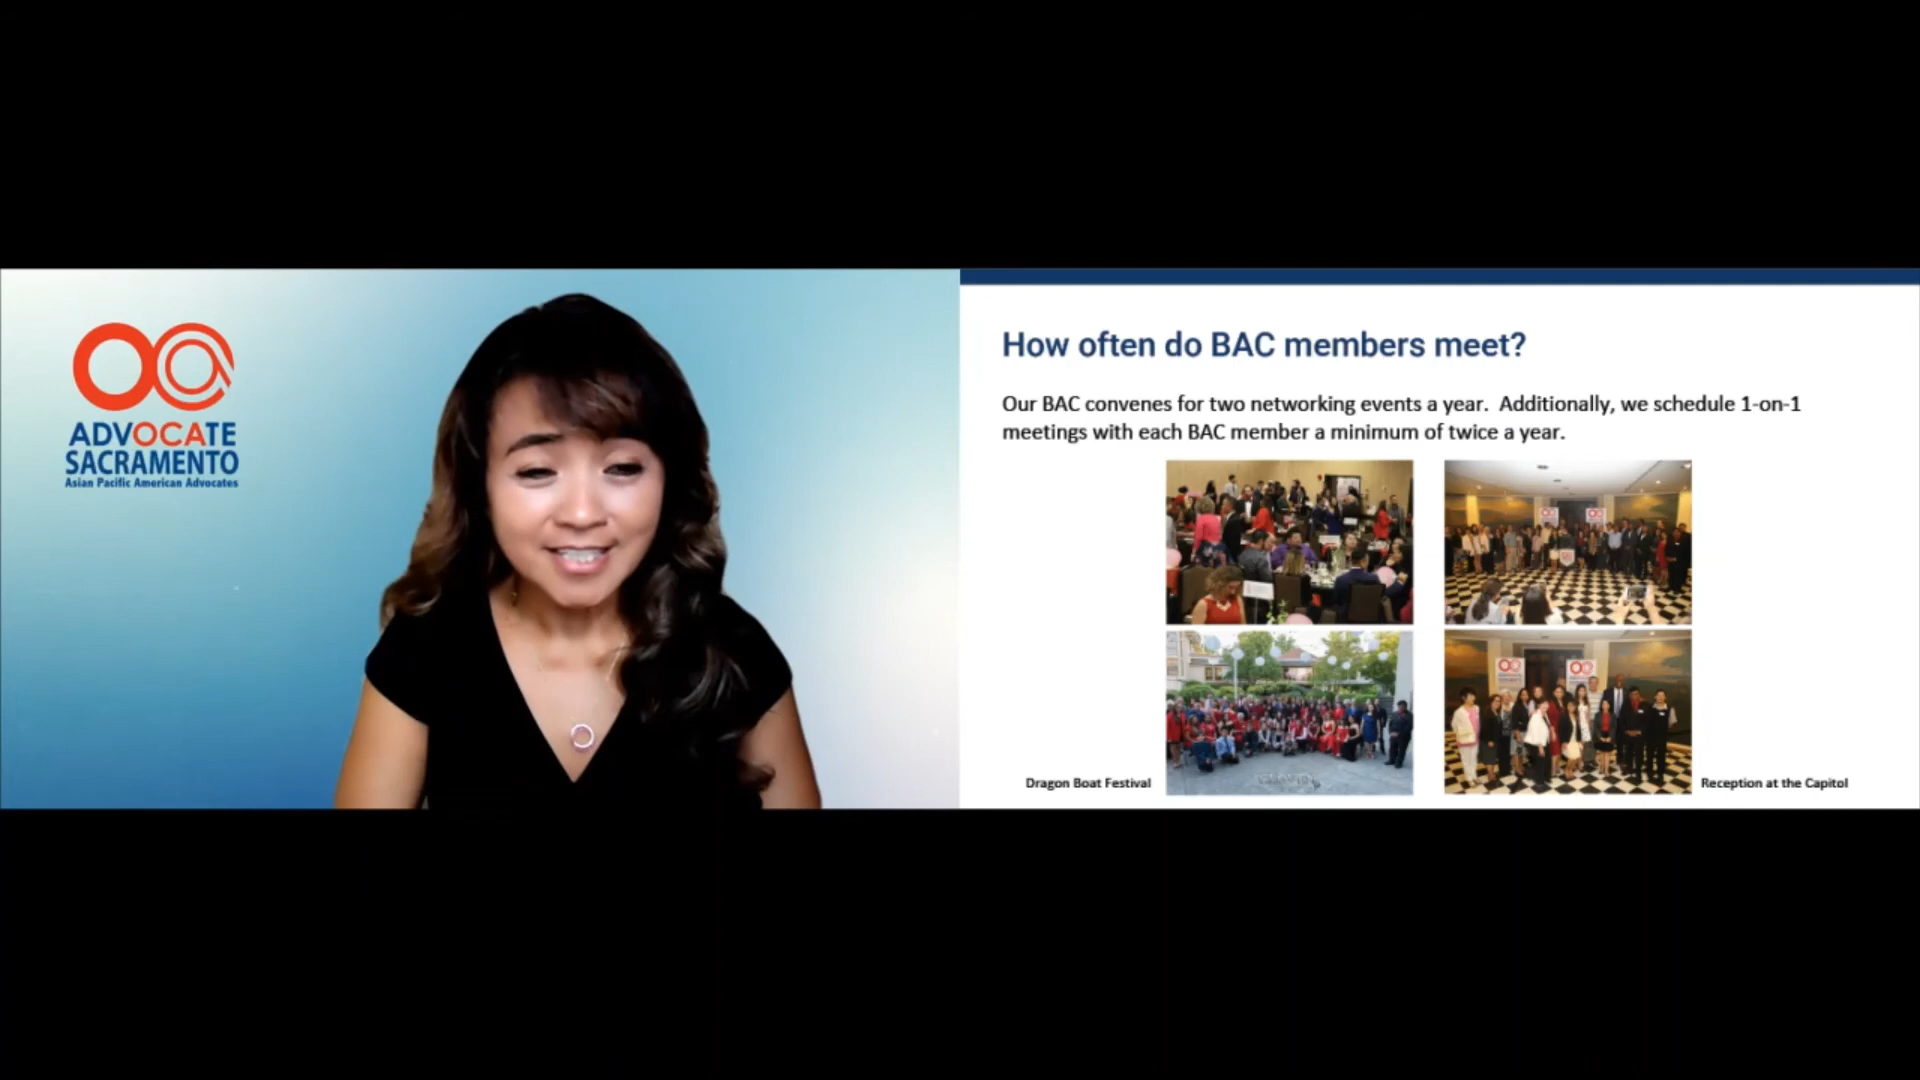 ADVOCATE
SACRAMENTO
Asian Pacific American Advocates
How often do BAC members meet?
Our BAC convenes for two networking events a year.  Additionally, we schedule 1-on-1
meetings with each BAC member a minimum of twice a year.
Dragon Boat Festival
Reception at the Capitol